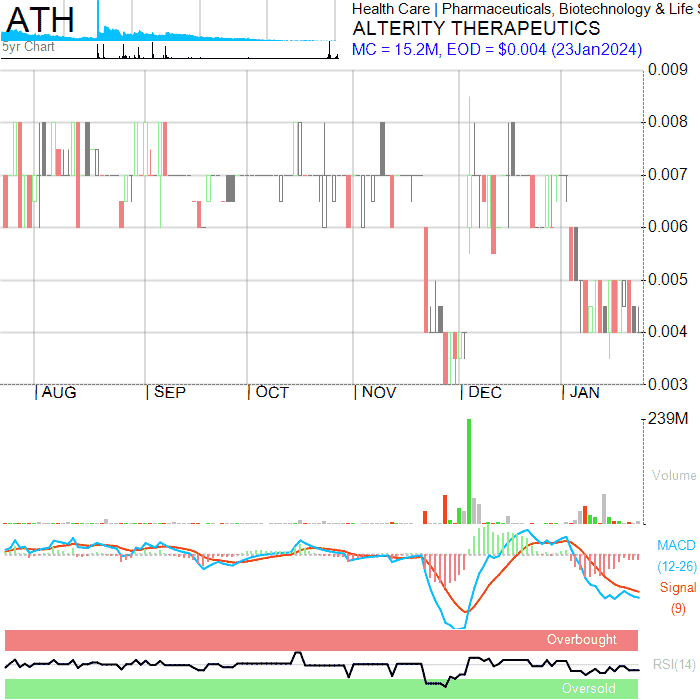 ATH
5yr Chart
Health Care | Pharmaceuticals, Biotechnology & Life S
ALTERITY THERAPEUTICS
MC = 15.2M, EOD = $0.004 (23Jan2024)
0.009
0.008
0.007
0.006
0.005
0.004
0.003
AUG
SEP
OCT
NOV
DEC
JAN
239M
Volume
MACD
(12-26)
Signal
(9)
Overbought
RSI(14)
Oversold